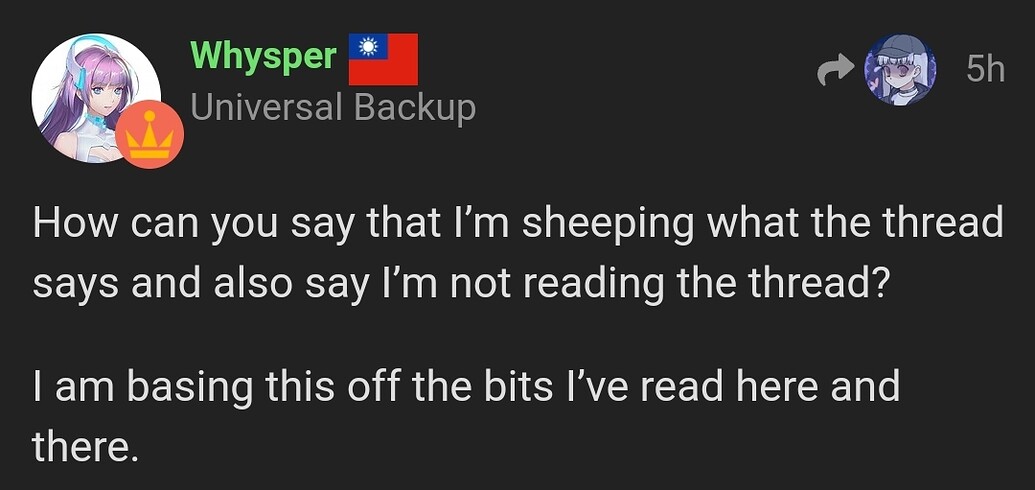 Whysper
Universal Backup
5h
How can you say that I’m sheeping what the thread
says and also say I’m not reading the thread?
I am basing this off the bits I’ve read here and
there.